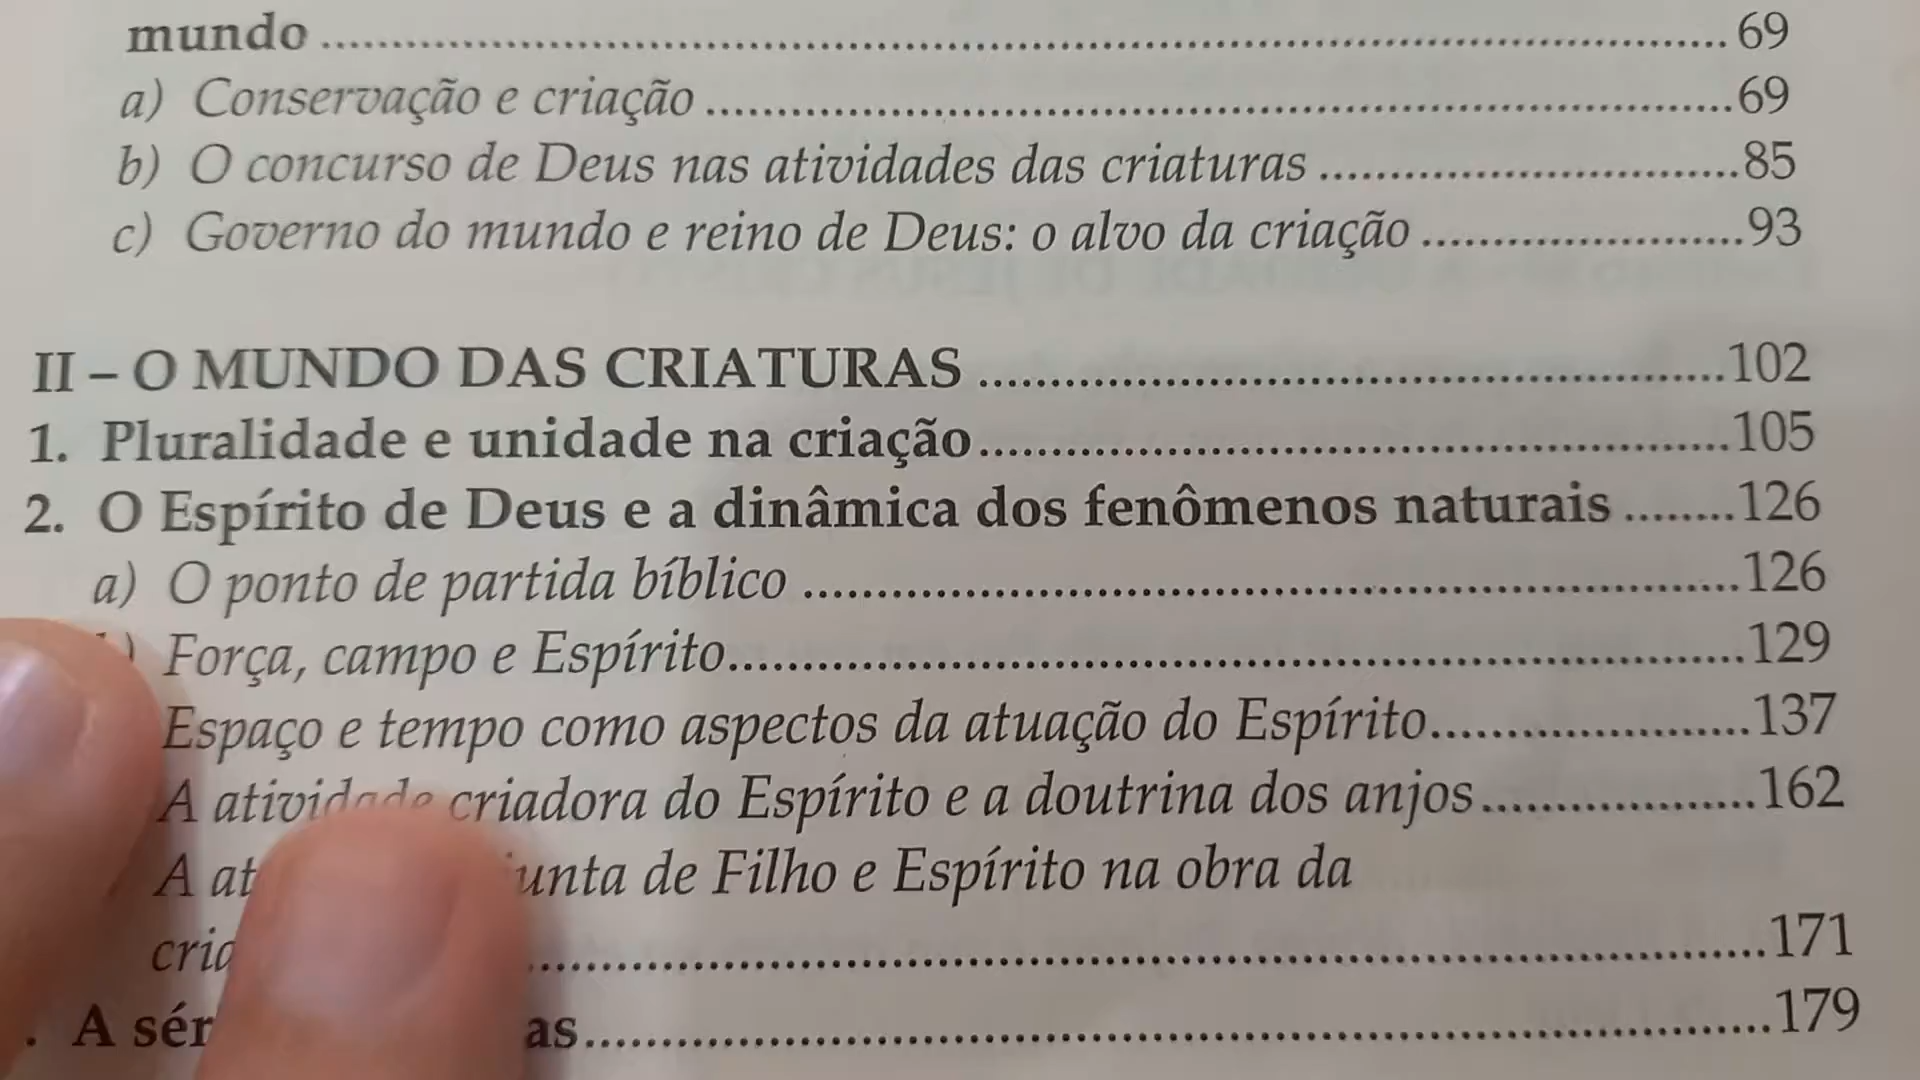 mundo ........ 69
a) Conservação e criação ........ 69
b) O concurso de Deus nas atividades das criaturas ........ 85
c) Governo do mundo e reino de Deus: o alvo da criação ........ 93
II – O MUNDO DAS CRIATURAS ........ 102
1. Pluralidade e unidade na criação ........ 105
2. O Espírito de Deus e a dinâmica dos fenômenos naturais ........ 126
a) O ponto de partida bíblico ........ 126
) Força, campo e Espírito ........ 129
Espaço e tempo como aspectos da atuação do Espírito ........ 137
A atividade criadora do Espírito e a doutrina dos anjos ........ 162
A de Filho e Espírito na obra da
........ 171
. A ........ 179